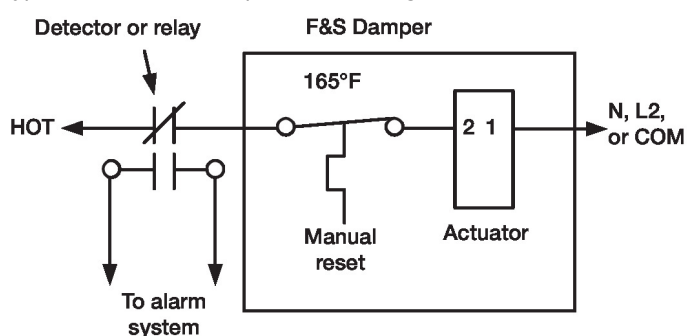 Detector or relay
F&S Damper
165°F
HOT
2 1
N, L2,
or COM
Manual
reset
Actuator
To alarm
system